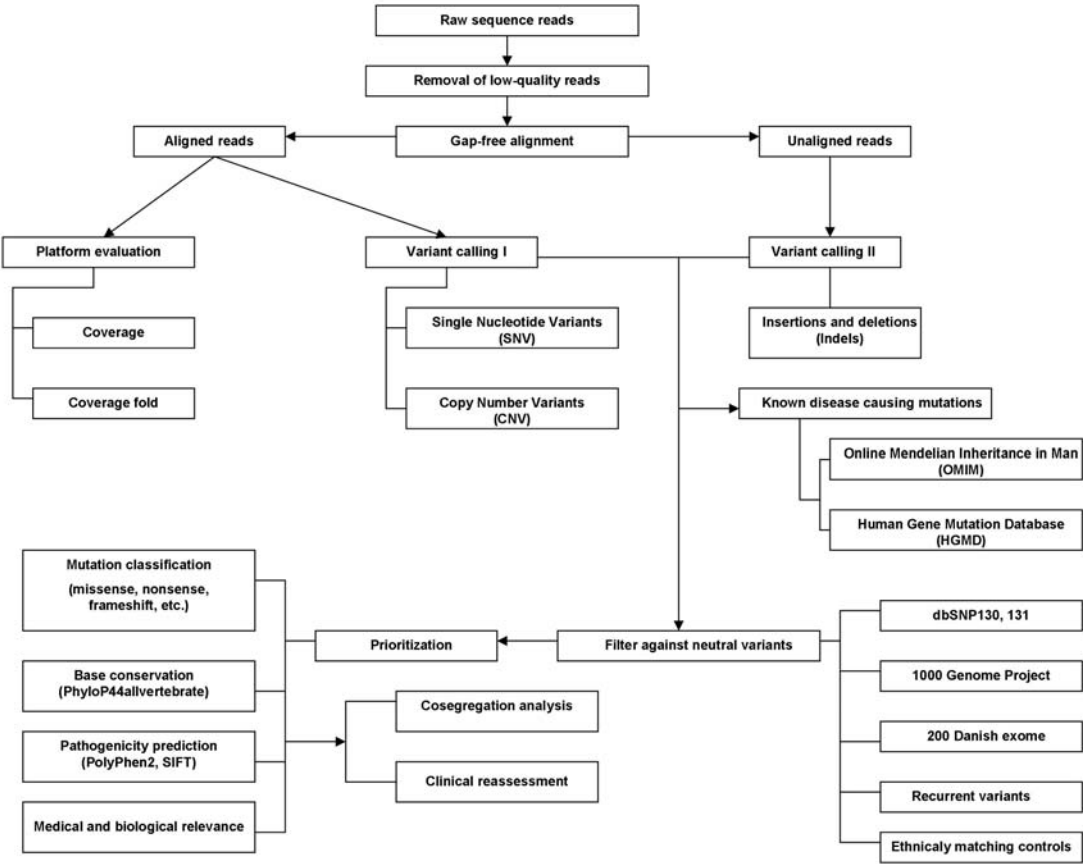 Raw sequence reads
Removal of low-quality reads
Aligned reads
Gap-free alignment
Unaligned reads
Platform evaluation
Variant calling I
Variant calling II
Coverage
Single Nucleotide Variants
(SNV)
Insertions and deletions
(Indels)
Coverage fold
Copy Number Variants
(CNV)
Known disease causing mutations
Online Mendelian Inheritance in Man
(OMIM)
Human Gene Mutation Database
(HGMD)
Mutation classification
(missense, nonsense,
frameshift, etc.)
Prioritization
Filter against neutral variants
dbSNP130, 131
Base conservation
(PhyloP44allvertebrate)
1000 Genome Project
Cosegregation analysis
Pathogenicity prediction
(PolyPhen2, SIFT)
200 Danish exome
Clinical reassessment
Recurrent variants
Medical and biological relevance
Ethnicaly matching controls